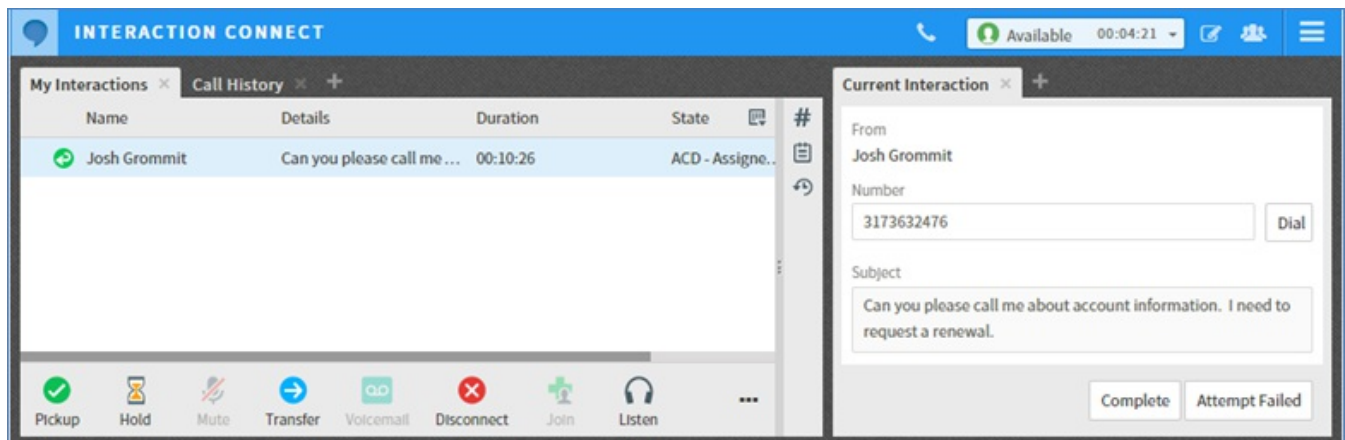 INTERACTION CONNECT
Available 00:04:21
My Interactions Call History
Name Details Duration State
Josh Grommit Can you please call me ... 00:10:26 ACD - Assigne..
Pickup Hold Mute Transfer Voicemail Disconnect Join Listen
Current Interaction
From
Josh Grommit
Number
3173632476 Dial
Subject
Can you please call me about account information. I need to
request a renewal.
Complete Attempt Failed